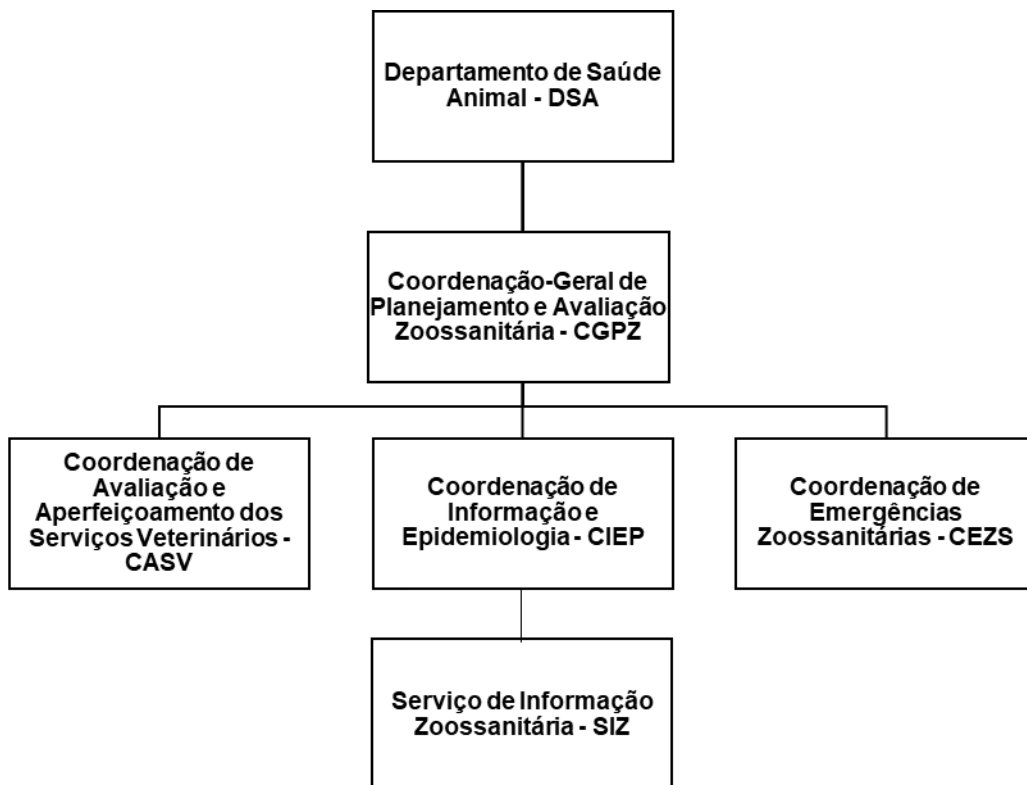 Departamento de Saúde
Animal - DSA
Coordenação-Geral de
Planejamento e Avaliação
Zoossanitária - CGPZ
Coordenação de
Avaliação e
Aperfeiçoamento dos
Serviços Veterinários -
CASV
Coordenação de
Informação e
Epidemiologia - CIEP
Coordenação de
Emergências
Zoossanitárias - CEZS
Serviço de Informação
Zoossanitária - SIZ